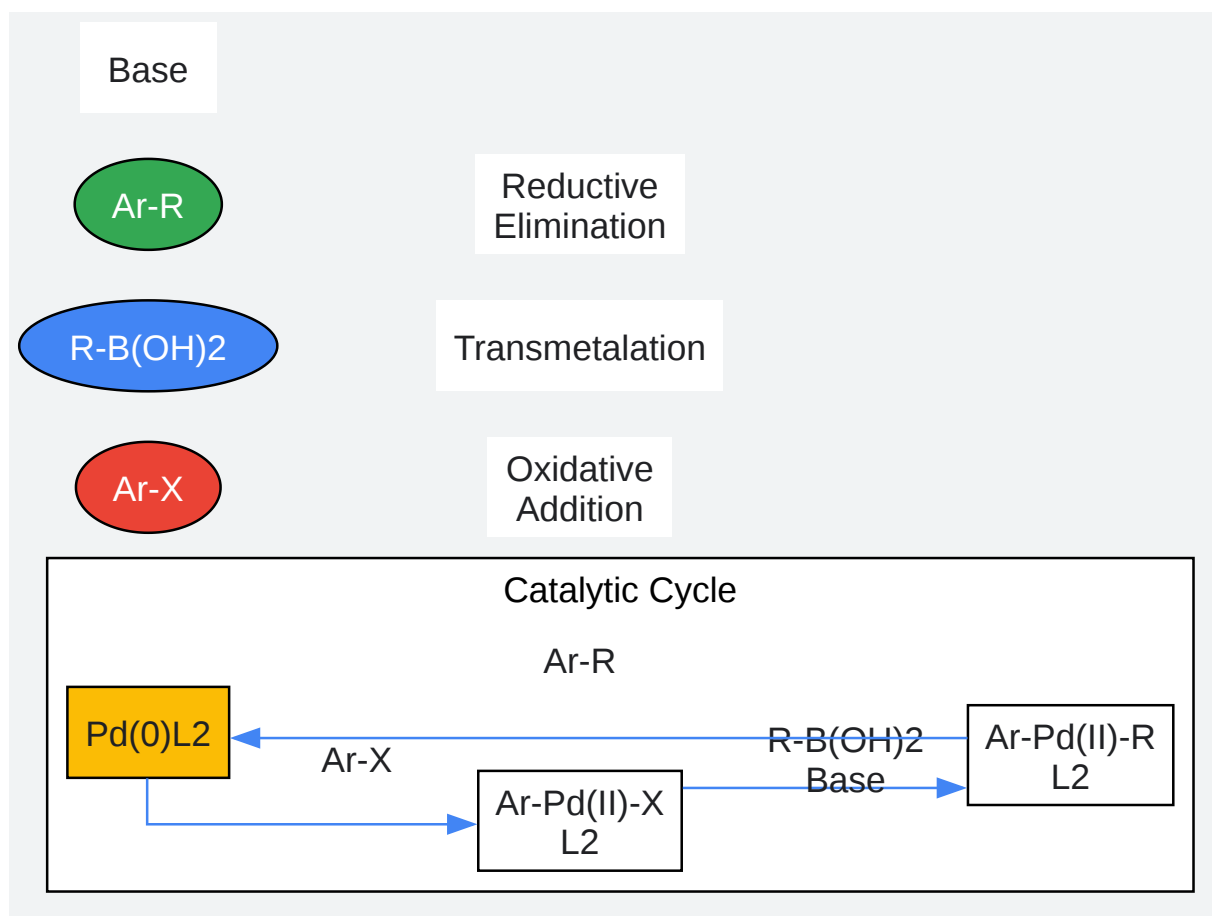 Base
Ar-R
Reductive
Elimination
R-B(OH)2
Transmetalation
Ar-X
Oxidative
Addition
Catalytic Cycle
Ar-R
Pd(0)L2
Ar-X
Ar-Pd(II)-X
L2
R-B(OH)2
Base
Ar-Pd(II)-R
L2